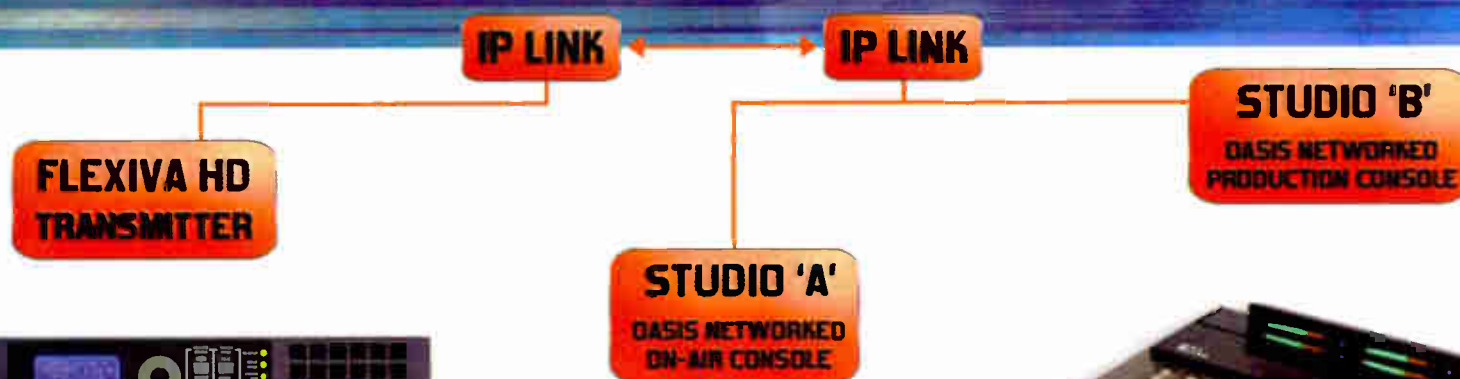 IP LINK
IP LINK
STUDIO 'B'
OASIS NETWORKED
PRODUCTION CONSOLE
FLEXIVA HD
TRANSMITTER
STUDIO 'A'
OASIS NETWORKED
ON-AIR CONSOLE